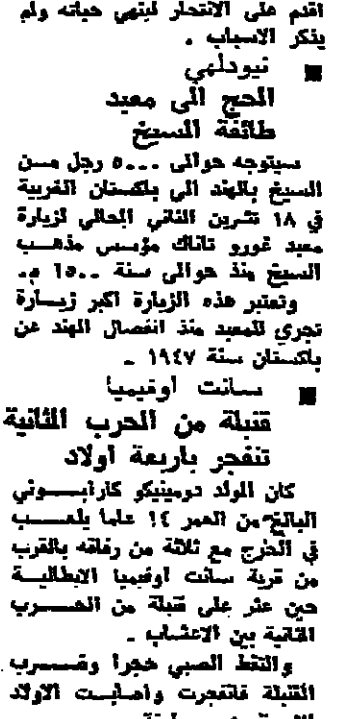 اقدم على الانتحار لينهي حياته ولم
يذكر الاسباب .
نيودلهي
الحج الى معبد
طائفة السيخ
سيتوجه حوالى ٥٠٠٠ رجل مسن
السيخ بالهند الى باكستان الغربية
في ١٨ تشرين الثاني الحالي لزيارة
معبد غورو ناناك مؤسس مذهب
السيخ منذ حوالى سنة ١٥٠٠ م.
وتعتبر هذه الزيارة اكبر زيارة
تجري للمعبد منذ انفصال الهند عن
باكستان سنة ١٩٤٧ .
سانت اوفيميا
قنبلة من الحرب الثانية
تنفجر باربعة اولاد
كان الولد دومينيكو كارابوني
البالغ من العمر ١٤ عاما يلعب
في الخرج مع ثلاثة من رفاقه بالقرب
من قرية سانت اوفيميا الايطالية
حين عثر على قنبلة من الحرب
الثانية بين الاعشاب .
والتقط الصبي حجرا وضرب
القنبلة فانفجرت واصابت الاولاد